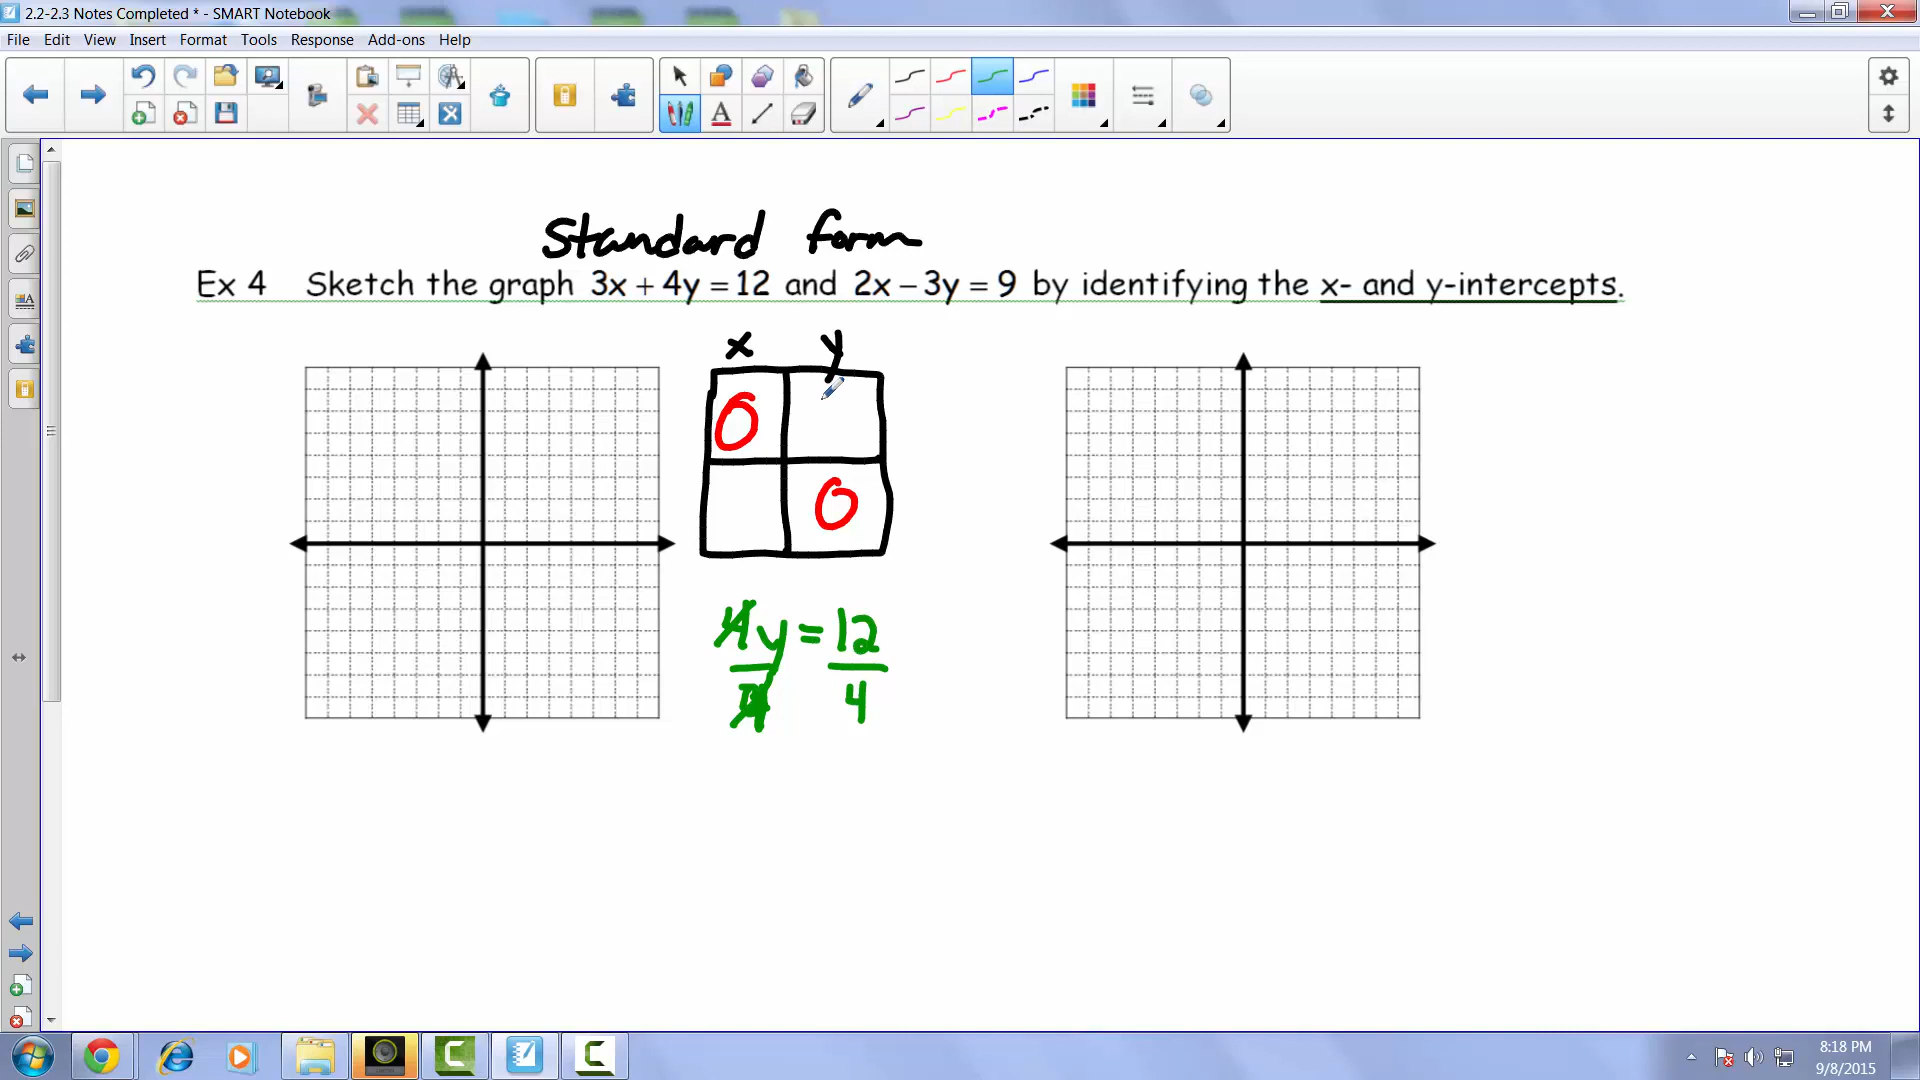 2.2-2.3 Notes Completed * - SMART Notebook
File Edit View Insert Format Tools Response Add-ons Help
Standard form
Ex 4 Sketch the graph 3x + 4y = 12 and 2x − 3y = 9 by identifying the x- and y-intercepts.
x y
0
0
4y = 12
4 4
8:18 PM
9/8/2015